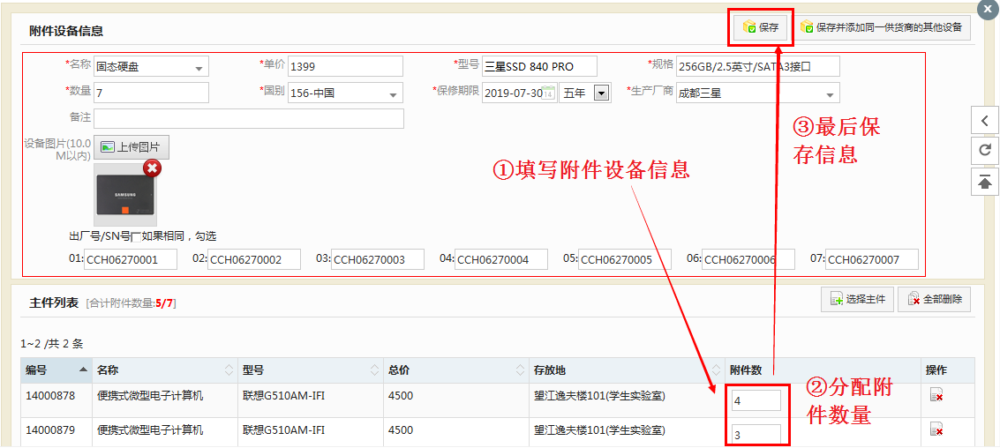 附件设备信息
保存
保存并添加同一供货商的其他设备
*名称 固态硬盘 *单价 1399 *型号 三星SSD 840 PRO *规格 256GB/2.5英寸/SATA3接口
*数量 7 *国别 156-中国 *保修期限 2019-07-30 14 五年 *生产厂商 成都三星
备注
设备图片(10.0
M以内)
上传图片
SAMSUNG
③最后保
存信息
①填写附件设备信息
出厂号/SN号 如果相同，勾选
01: CCH06270001 02: CCH06270002 03: CCH06270003 04: CCH06270004 05: CCH06270005 06: CCH06270006 07: CCH06270007
主件列表 [合计附件数量:5/7]
选择主件
全部删除
1~2 /共 2 条
编号 名称 型号 总价 存放地 附件数 操作
14000878 便携式微型电子计算机 联想G510AM-IFI 4500 望江逸夫楼101(学生实验室) 4
14000879 便携式微型电子计算机 联想G510AM-IFI 4500 望江逸夫楼101(学生实验室) 3
②分配附
件数量